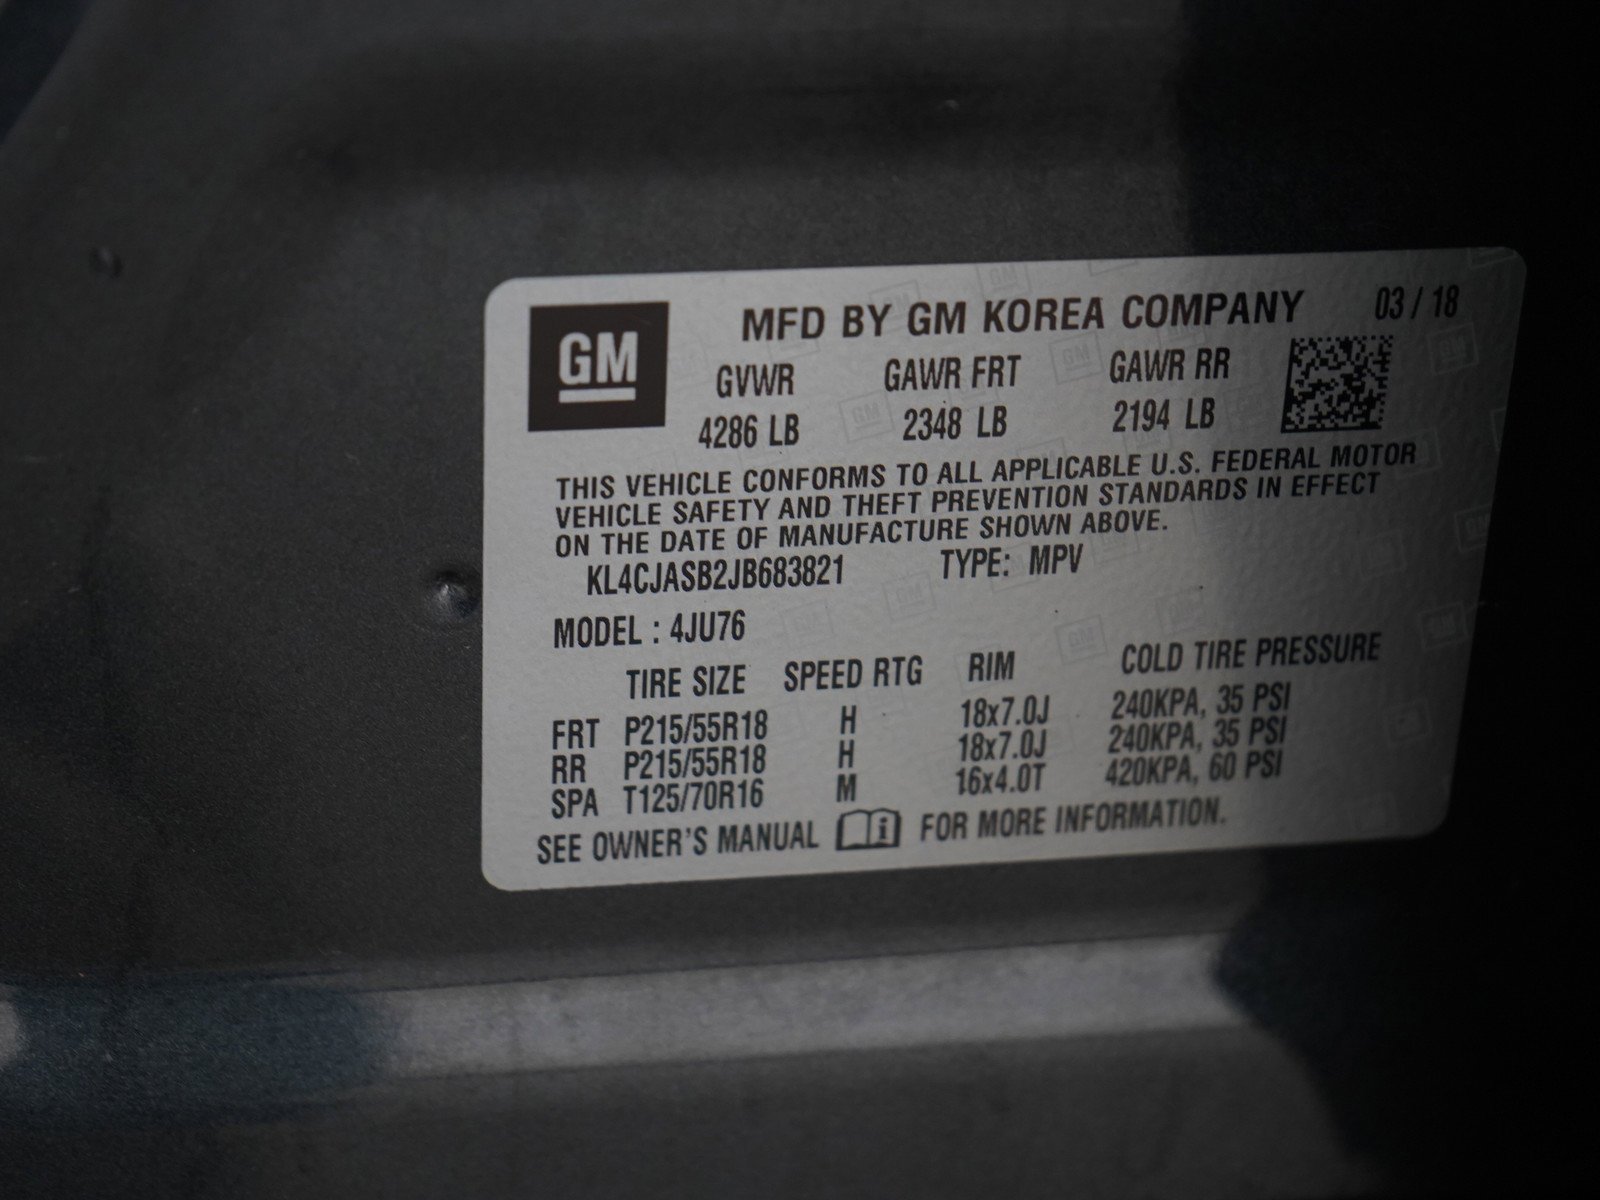 GM
MFD BY GM KOREA COMPANY 03 / 18
GVWR GAWR FRT GAWR RR
4286 LB 2348 LB 2194 LB
THIS VEHICLE CONFORMS TO ALL APPLICABLE U.S. FEDERAL MOTOR
VEHICLE SAFETY AND THEFT PREVENTION STANDARDS IN EFFECT
ON THE DATE OF MANUFACTURE SHOWN ABOVE.
KL4CJASB2JB683821 TYPE: MPV
MODEL : 4JU76
TIRE SIZE SPEED RTG RIM COLD TIRE PRESSURE
FRT P215/55R18 H 18x7.0J 240KPA, 35 PSI
RR P215/55R18 H 18x7.0J 240KPA, 35 PSI
SPA T125/70R16 M 16x4.0T 420KPA, 60 PSI
SEE OWNER'S MANUAL i FOR MORE INFORMATION.